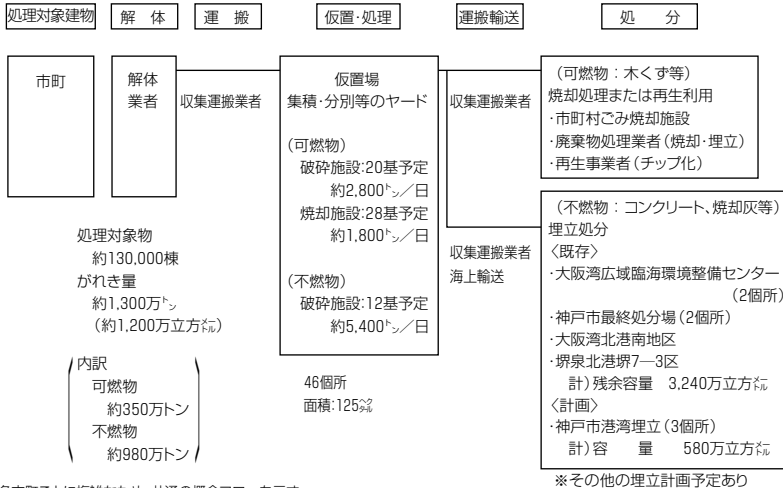 処理対象建物
解　体
運　搬
仮置・処理
運搬輸送
処　分
市町
解体
業者
収集運搬業者
仮置場
集積・分別等のヤード
(可燃物)
破砕施設:20基予定
約2,800㌧／日
焼却施設:28基予定
約1,800㌧／日
(不燃物)
破砕施設:12基予定
約5,400㌧／日
収集運搬業者
(可燃物：木くず等)
焼却処理または再生利用
・市町村ごみ焼却施設
・廃棄物処理業者(焼却・埋立)
・再生事業者(チップ化)
収集運搬業者
海上輸送
(不燃物：コンクリート、焼却灰等)
埋立処分
〈既存〉
・大阪湾広域臨海環境整備センター
(2個所)
・神戸市最終処分場(2個所)
・大阪湾北港南地区
・堺泉北港堺7―3区
計)残余容量　3,240万立方㍍
〈計画〉
・神戸市港湾埋立(3個所)
計)容　量　580万立方㍍
※その他の埋立計画予定あり
処理対象物
約130,000棟
がれき量
約1,300万㌧
(約1,200万立方㍍)
内訳
可燃物
約350万トン
不燃物
約980万トン
46個所
面積:125㌶